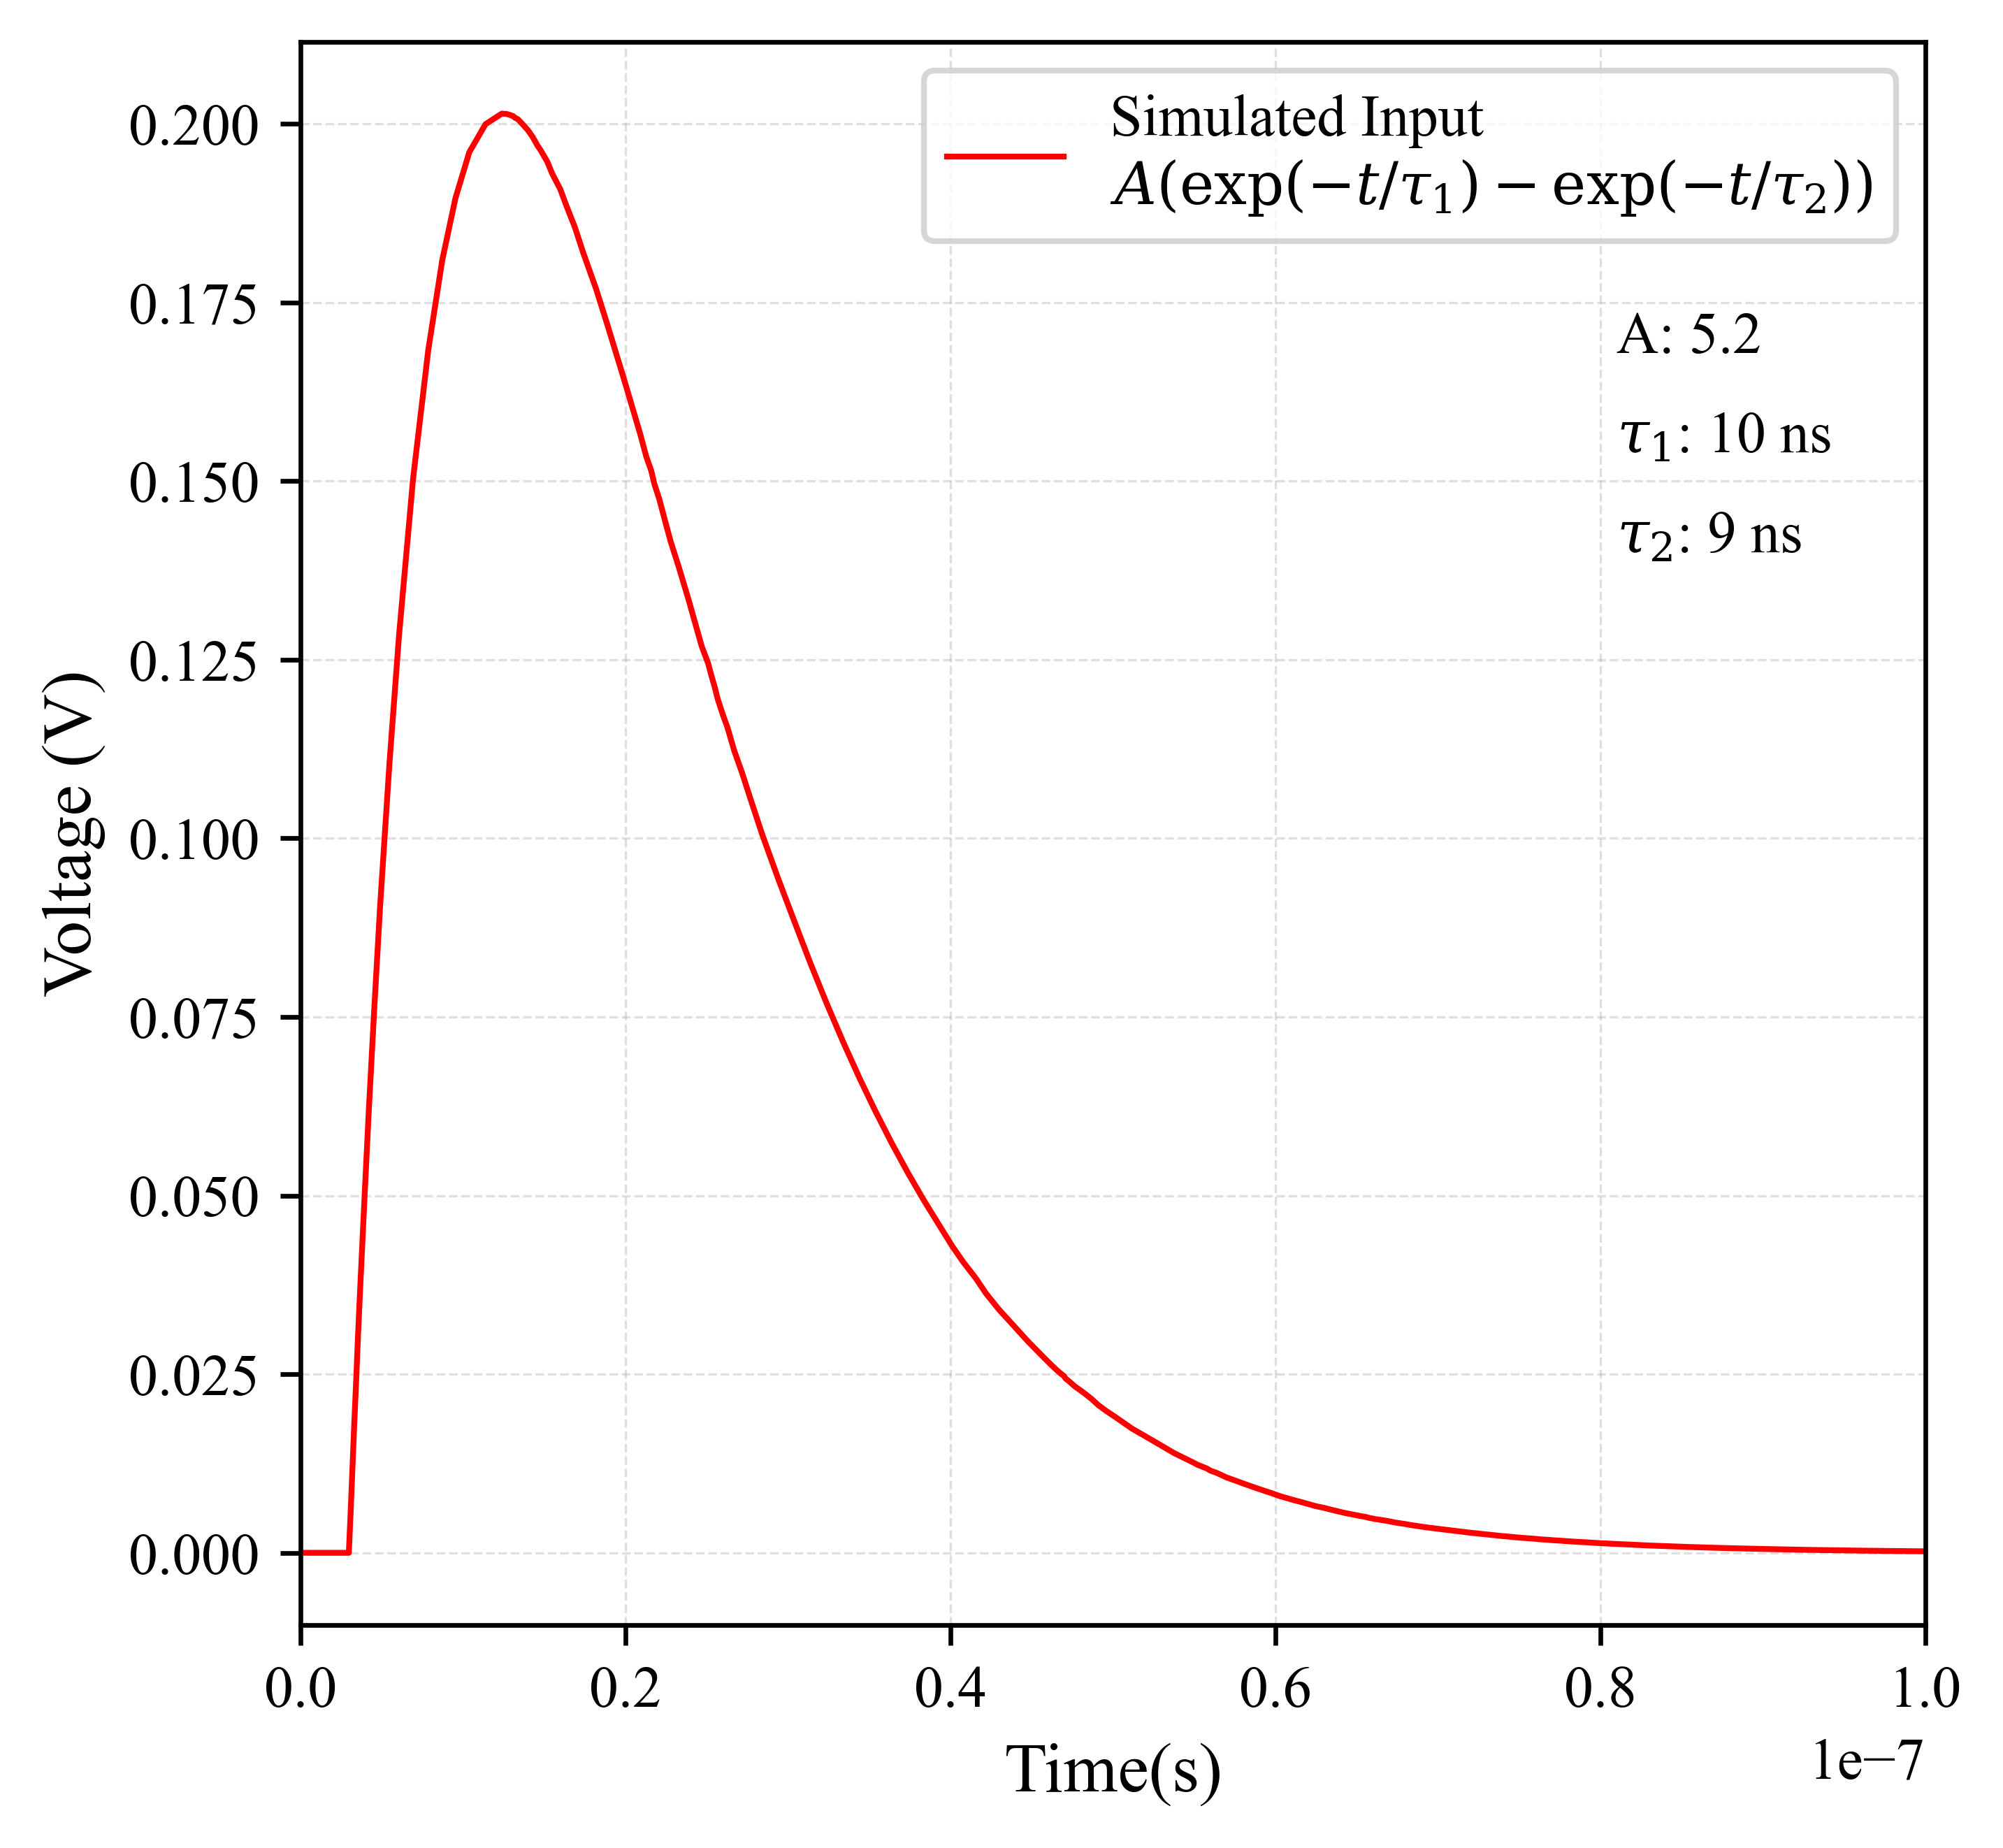 Simulated Input
A(exp(−t/τ₁) − exp(−t/τ₂))
A: 5.2
τ₁: 10 ns
τ₂: 9 ns
Voltage (V)
0.200
0.175
0.150
0.125
0.100
0.075
0.050
0.025
0.000
0.0 0.2 0.4 0.6 0.8 1.0
1e−7
Time(s)